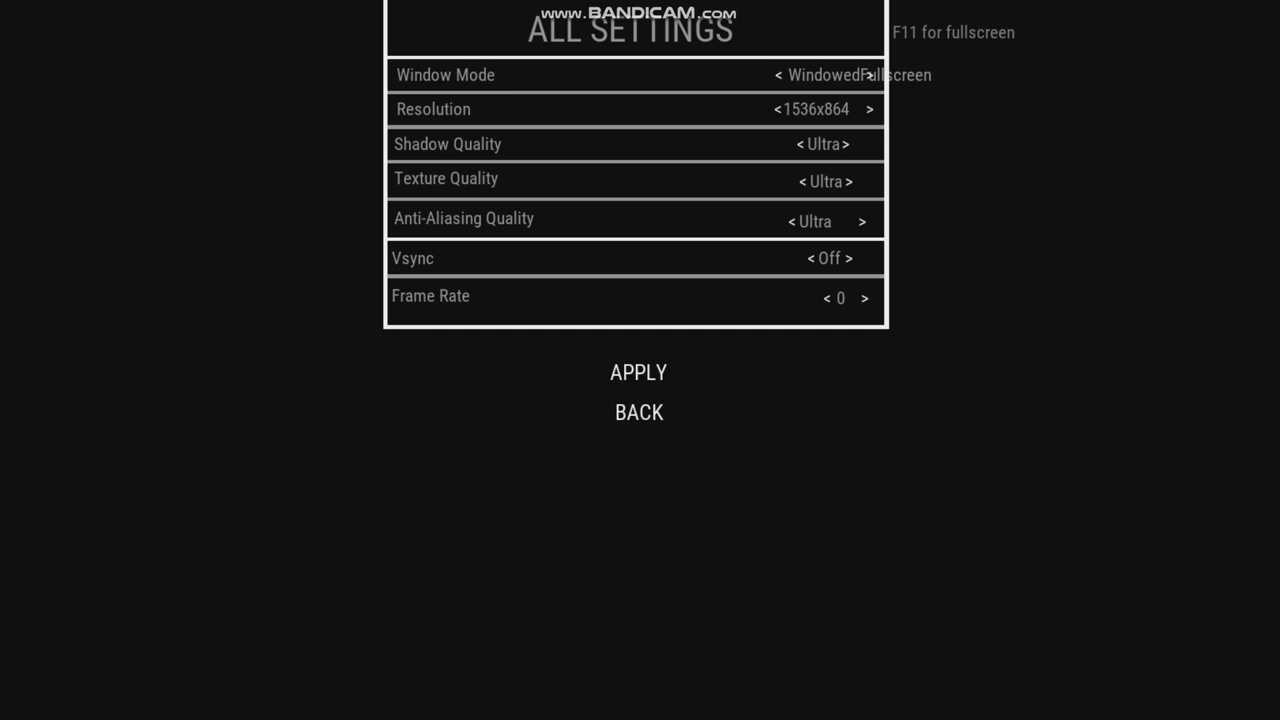 www.BANDICAM.com
ALL SETTINGS
F11 for fullscreen
Window Mode < WindowedFullscreen >
Resolution < 1536x864 >
Shadow Quality < Ultra >
Texture Quality < Ultra >
Anti-Aliasing Quality < Ultra >
Vsync < Off >
Frame Rate < 0 >
APPLY
BACK